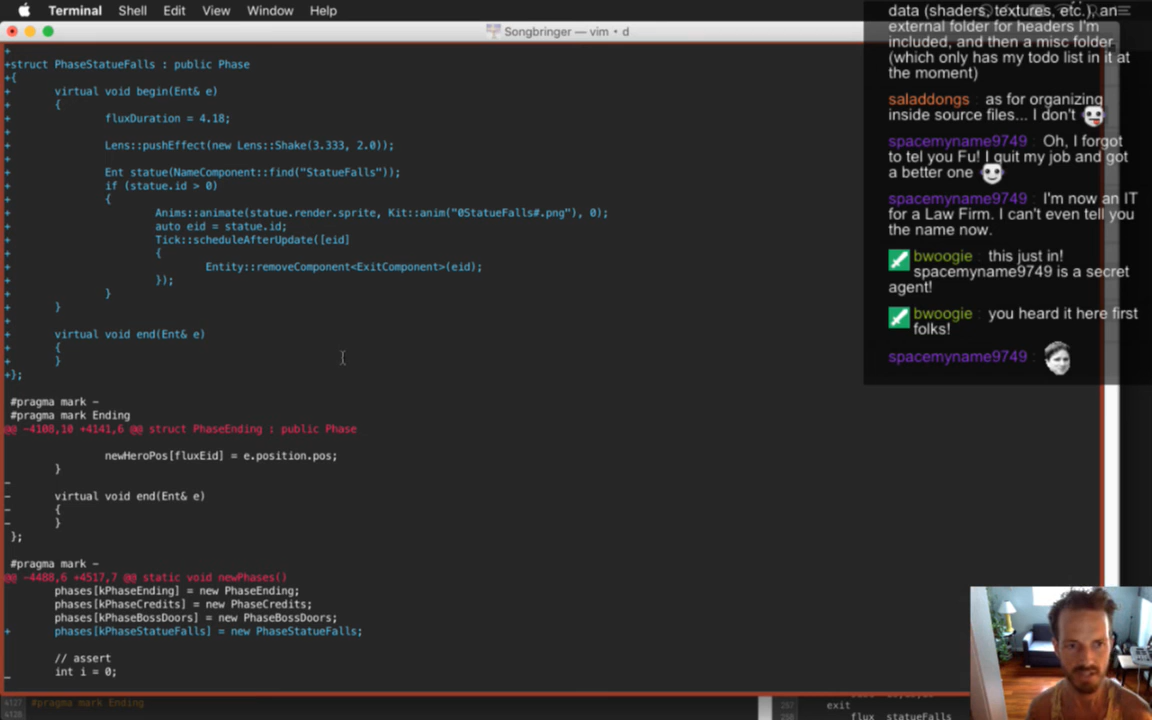 Terminal Shell Edit View Window Help
Songbringer — vim • d
+
+struct PhaseStatueFalls : public Phase
+{
+ virtual void begin(Ent& e)
+ {
+ fluxDuration = 4.18;
+
+ Lens::pushEffect(new Lens::Shake(3.333, 2.0));
+
+ Ent statue(NameComponent::find("StatueFalls"));
+ if (statue.id > 0)
+ {
+ Anims::animate(statue.render.sprite, Kit::anim("0StatueFalls#.png"), 0);
+ auto eid = statue.id;
+ Tick::scheduleAfterUpdate([eid]
+ {
+ Entity::removeComponent<ExitComponent>(eid);
+ });
+ }
+ }
+
+ virtual void end(Ent& e)
+ {
+ }
+};

#pragma mark -
#pragma mark Ending
@@ -4108,10 +4141,6 @@ struct PhaseEnding : public Phase

newHeroPos[fluxEid] = e.position.pos;
}
-
- virtual void end(Ent& e)
- {
- }
};

#pragma mark -
@@ -4488,6 +4517,7 @@ static void newPhases()
phases[kPhaseEnding] = new PhaseEnding;
phases[kPhaseCredits] = new PhaseCredits;
phases[kPhaseBossDoors] = new PhaseBossDoors;
+ phases[kPhaseStatueFalls] = new PhaseStatueFalls;

// assert
int i = 0;
4127 #pragma mark Ending
4128
257
exit
258 flux statueFalls
data (shaders, textures, etc.), an
external folder for headers I'm
included, and then a misc folder
(which only has my todo list in it at
the moment)
saladdongs : as for organizing
inside source files... I don't
spacemyname9749 : Oh, I forgot
to tel you Fu! I quit my job and got
a better one
spacemyname9749 : I'm now an IT
for a Law Firm. I can't even tell you
the name now.
bwoogie : this just in!
spacemyname9749 is a secret
agent!
bwoogie : you heard it here first
folks!
spacemyname9749 :